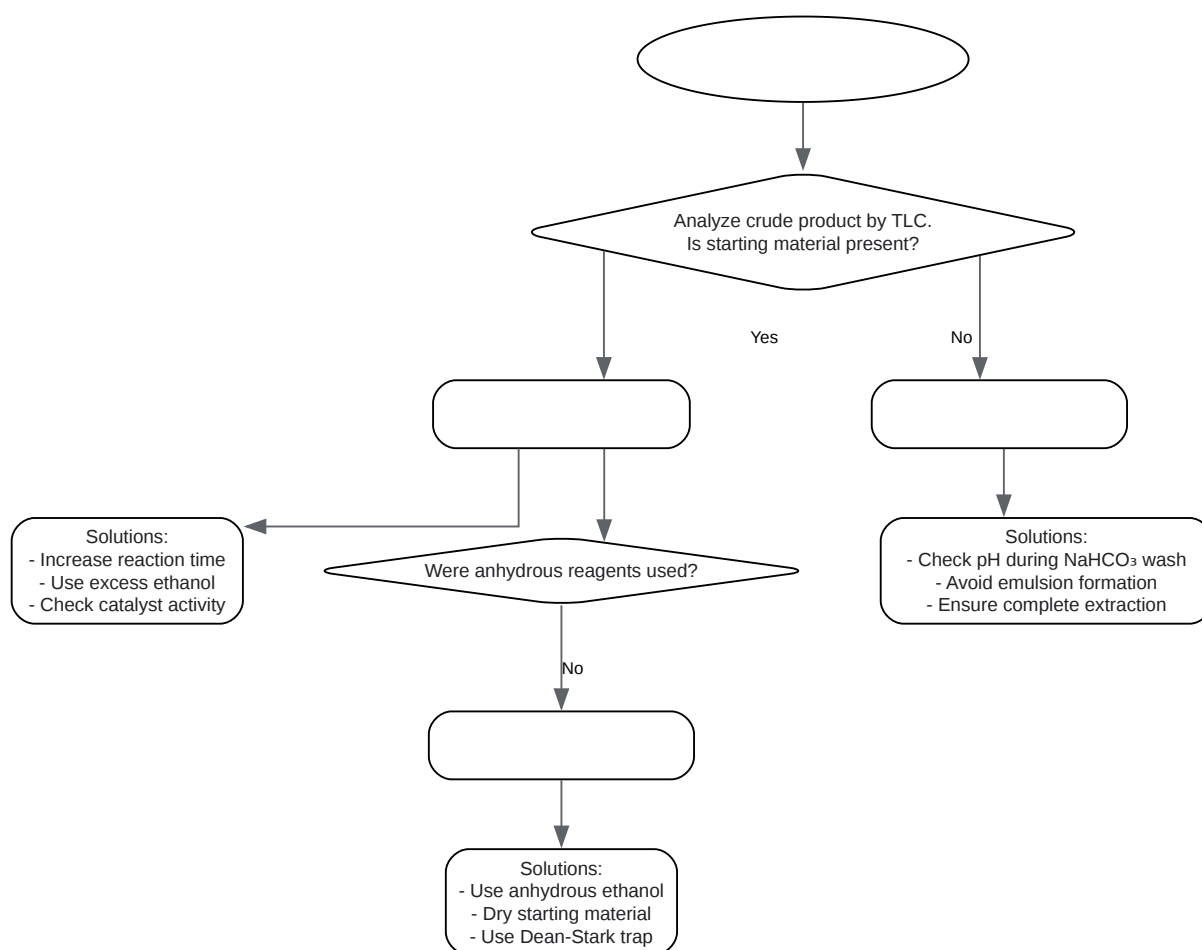 Analyze crude product by TLC.
Is starting material present?
Yes
No
Solutions:
- Increase reaction time
- Use excess ethanol
- Check catalyst activity
Were anhydrous reagents used?
Solutions:
- Check pH during NaHCO₃ wash
- Avoid emulsion formation
- Ensure complete extraction
No
Solutions:
- Use anhydrous ethanol
- Dry starting material
- Use Dean-Stark trap